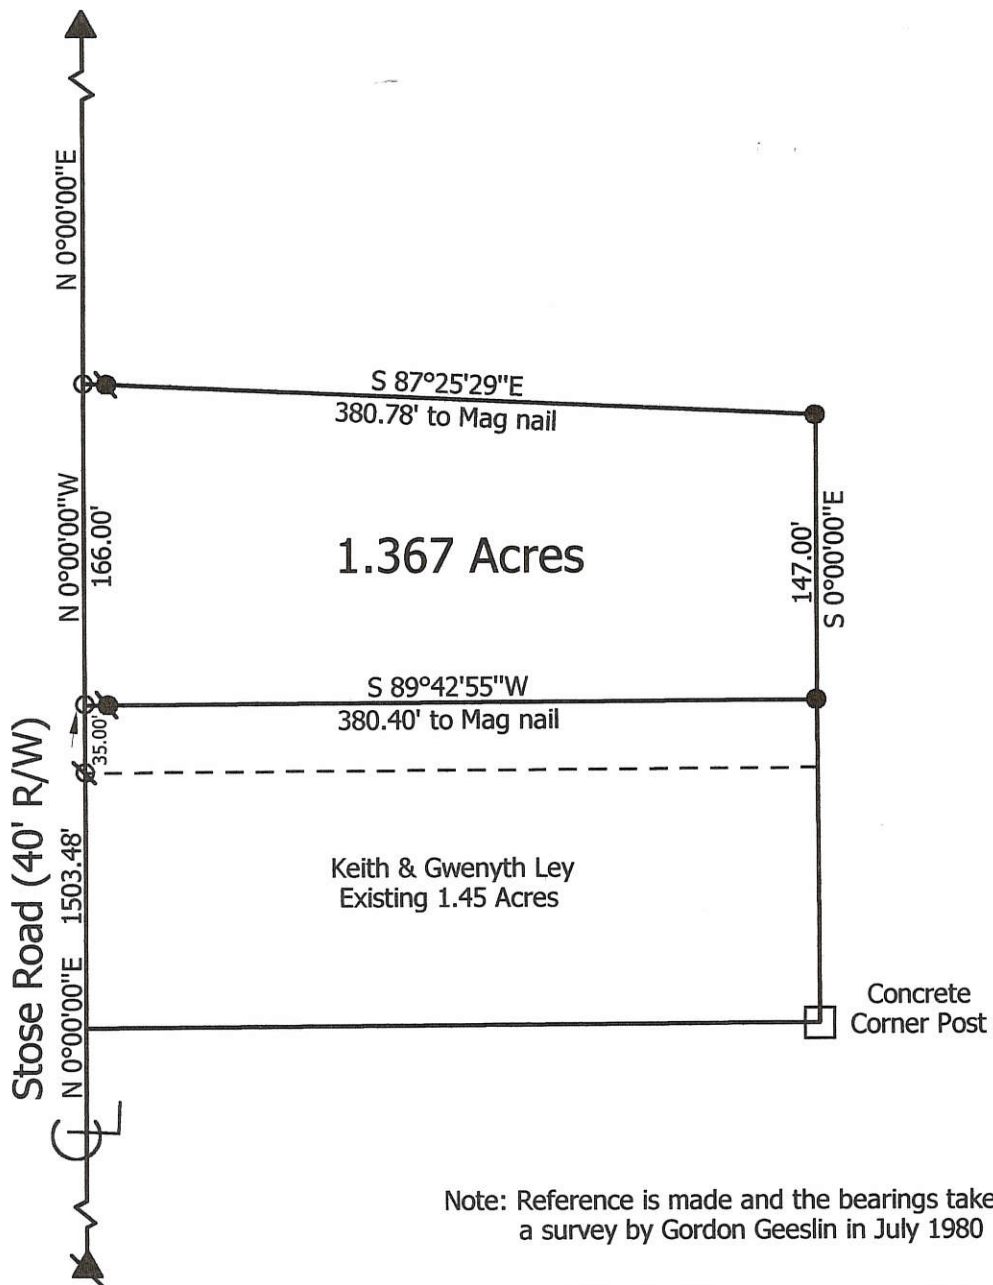 N 0°00'00"E
S 87°25'29"E
380.78' to Mag nail
N 0°00'00"W
166.00'
1.367 Acres
147.00'
S 0°00'00"E
S 89°42'55"W
380.40' to Mag nail
35.00'
Stose Road (40' R/W)
N 0°00'00"E 1503.48'
Keith & Gwenyth Ley
Existing 1.45 Acres
Concrete
Corner Post
Note: Reference is made and the bearings take
a survey by Gordon Geeslin in July 1980